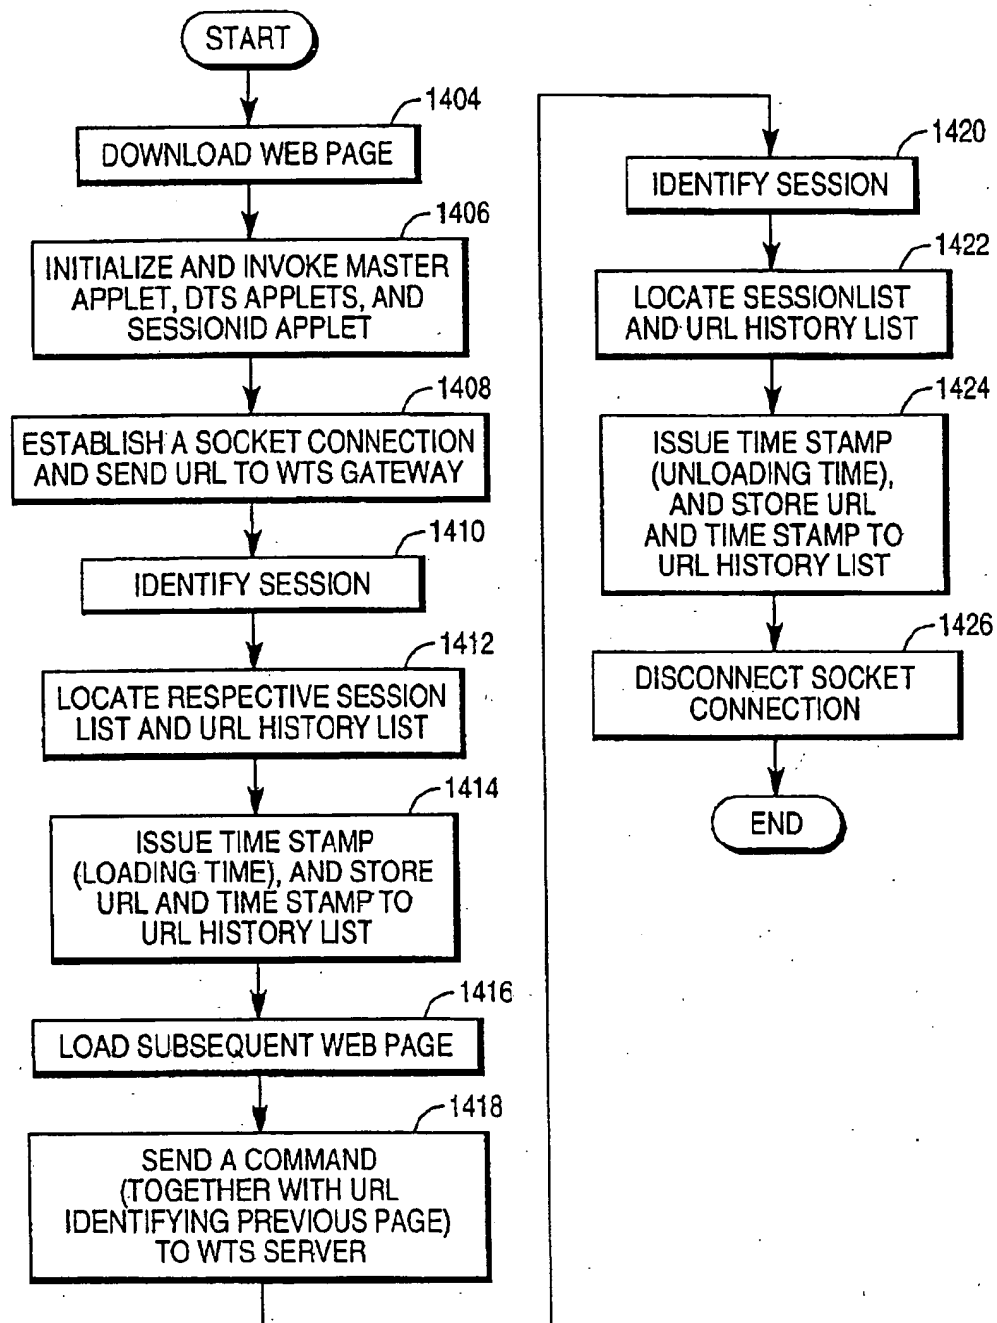 START
1404
DOWNLOAD WEB PAGE
1406
INITIALIZE AND INVOKE MASTER
APPLET, DTS APPLETS, AND
SESSIONID APPLET
1408
ESTABLISH A SOCKET CONNECTION
AND SEND URL TO WTS GATEWAY
1410
IDENTIFY SESSION
1412
LOCATE RESPECTIVE SESSION
LIST AND URL HISTORY LIST
1414
ISSUE TIME STAMP
(LOADING TIME), AND STORE
URL AND TIME STAMP TO
URL HISTORY LIST
1416
LOAD SUBSEQUENT WEB PAGE
1418
SEND A COMMAND
(TOGETHER WITH URL
IDENTIFYING PREVIOUS PAGE)
TO WTS SERVER
1420
IDENTIFY SESSION
1422
LOCATE SESSIONLIST
AND URL HISTORY LIST
1424
ISSUE TIME STAMP
(UNLOADING TIME),
AND STORE URL
AND TIME STAMP TO
URL HISTORY LIST
1426
DISCONNECT SOCKET
CONNECTION
END